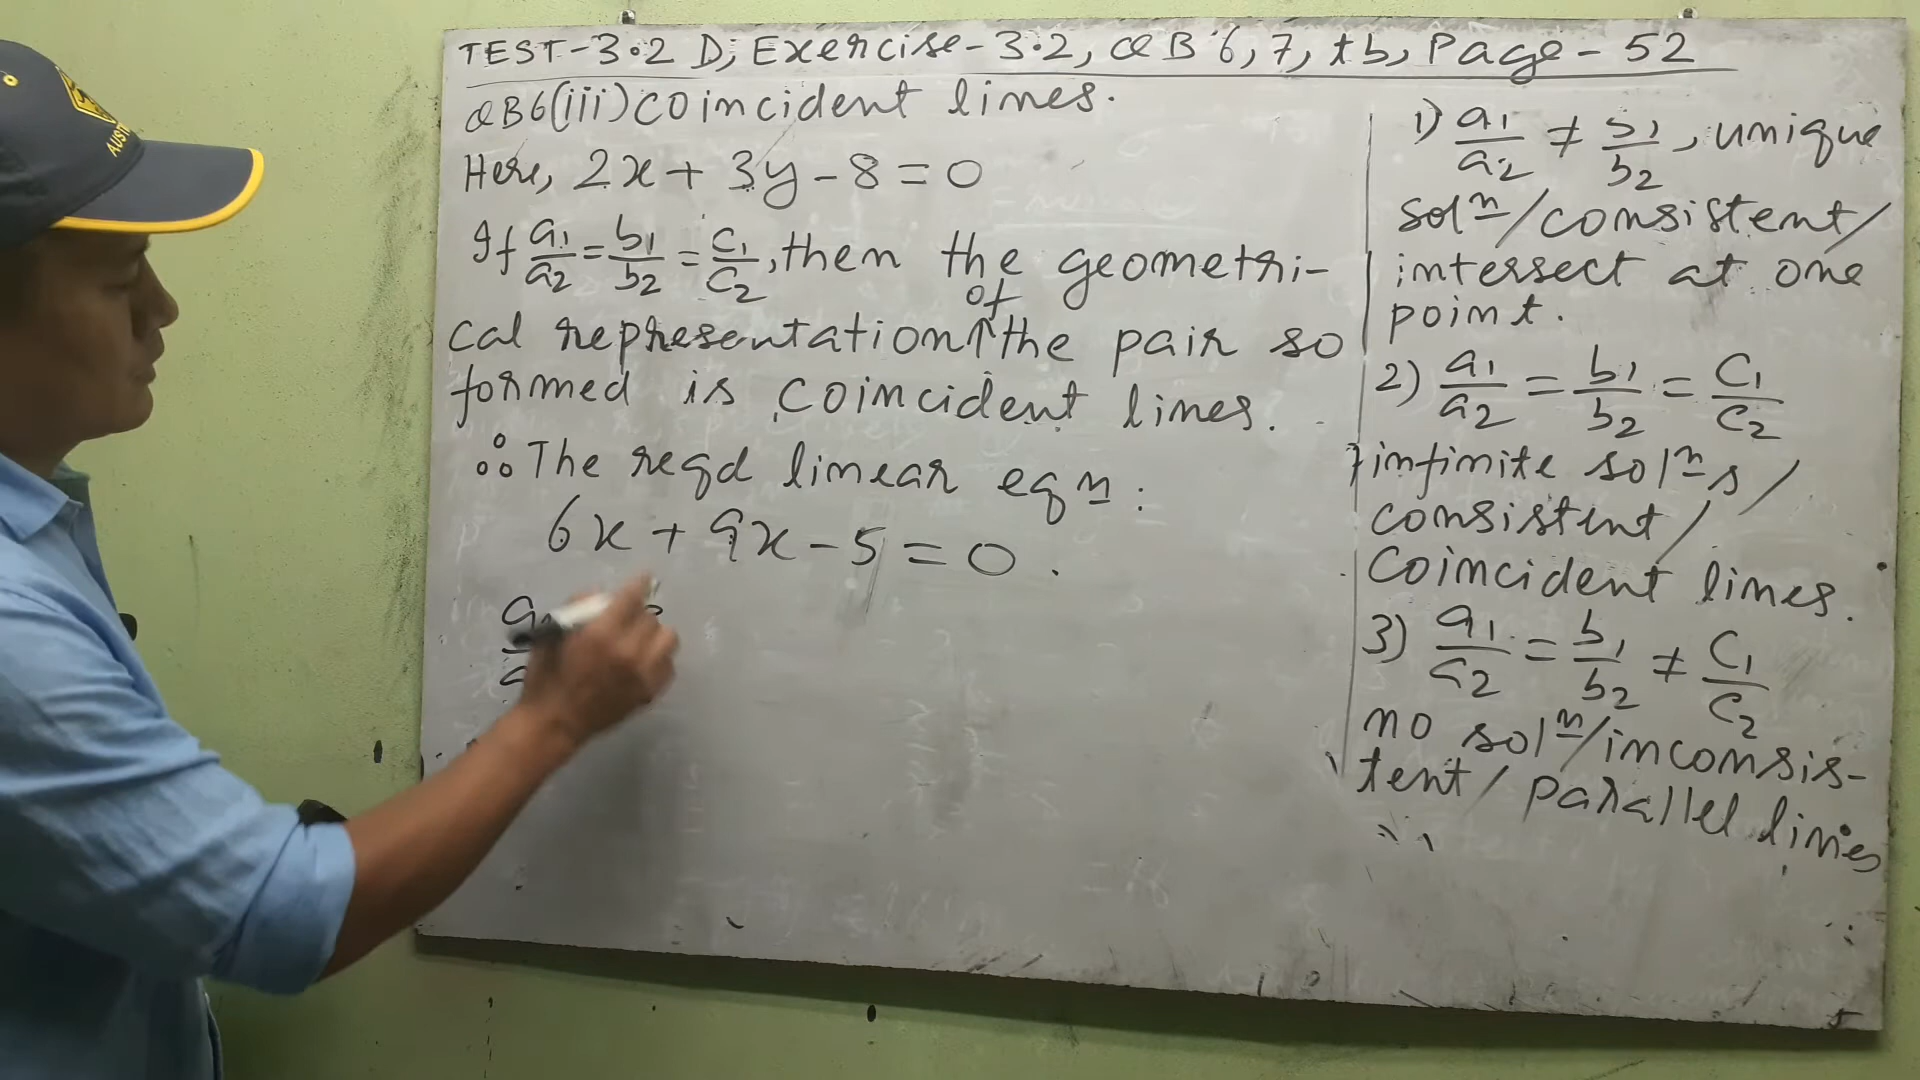 TEST-3.2 D; Exercise-3.2, QB 6, 7, tb, Page-52
QB6(iii) Coincident lines.
Here, 2x + 3y - 8 = 0
If a₁/a₂ = b₁/b₂ = c₁/c₂, then the geometri-
cal representation of the pair so
formed is coincident lines.
∴ The reqd linear eqn:
6x + 9x - 5 = 0.
1) a₁/a₂ ≠ b₁/b₂, unique
soln/consistent/
intersect at one
point.
2) a₁/a₂ = b₁/b₂ = c₁/c₂
infinite solns/
consistent/
Coincident lines.
3) a₁/a₂ = b₁/b₂ ≠ c₁/c₂
no soln/inconsis-
tent/parallel lines